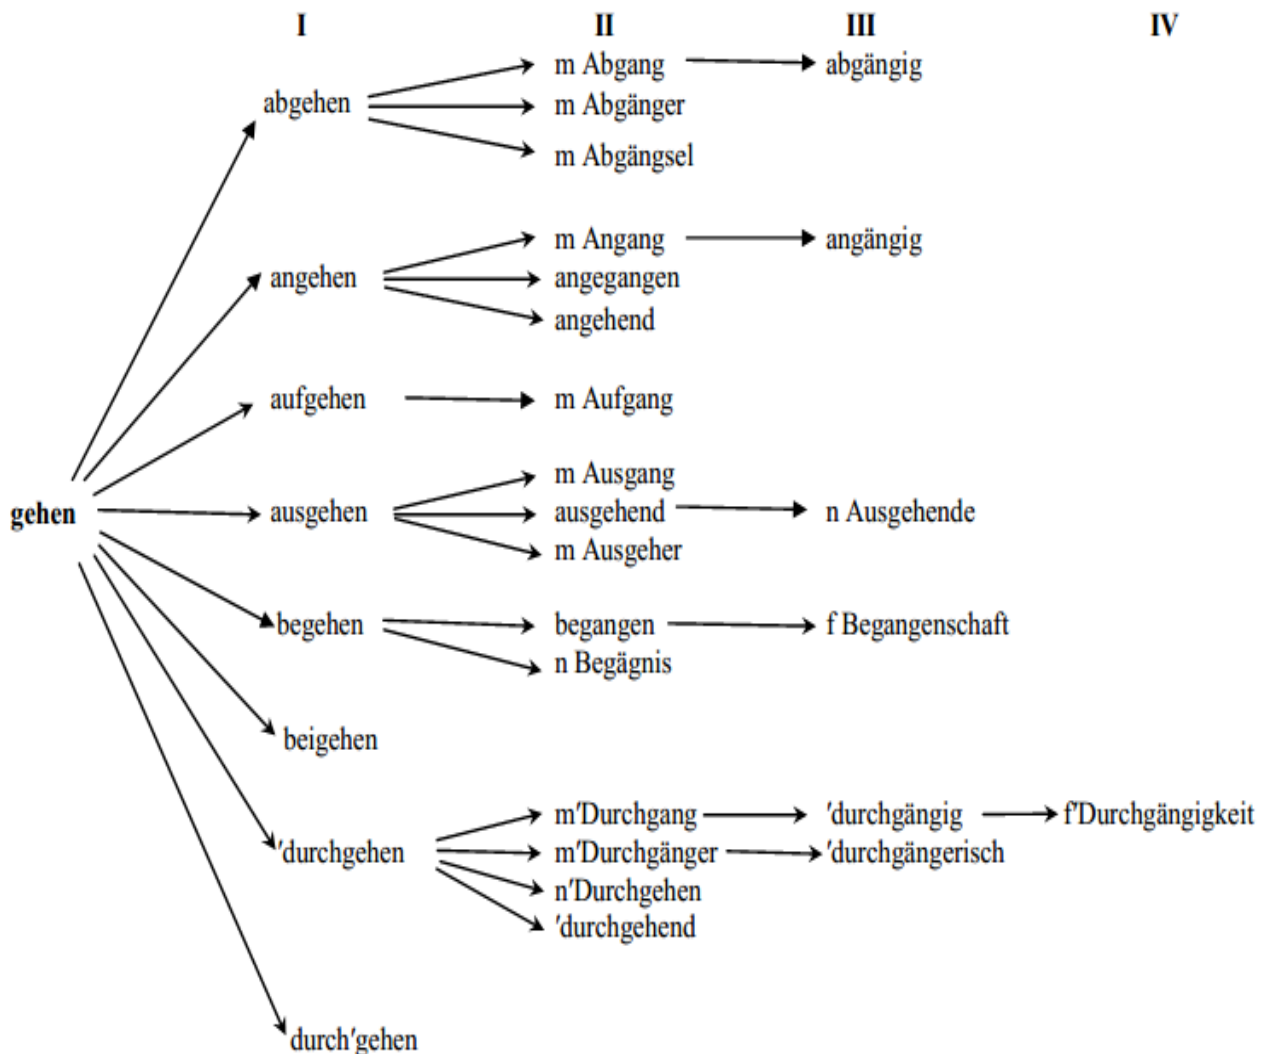 I II III IV
m Abgang abgängig
abgehen m Abgänger
m Abgängsel
m Angang angängig
angehen angegangen
angehend
aufgehen m Aufgang
m Ausgang
gehen ausgehen ausgehend n Ausgehende
m Ausgeher
begehen begangen f Begangenschaft
n Begägnis
beigehen
m′Durchgang ′durchgängig f′Durchgängigkeit
′durchgehen m′Durchgänger ′durchgängerisch
n′Durchgehen
′durchgehend
durch′gehen